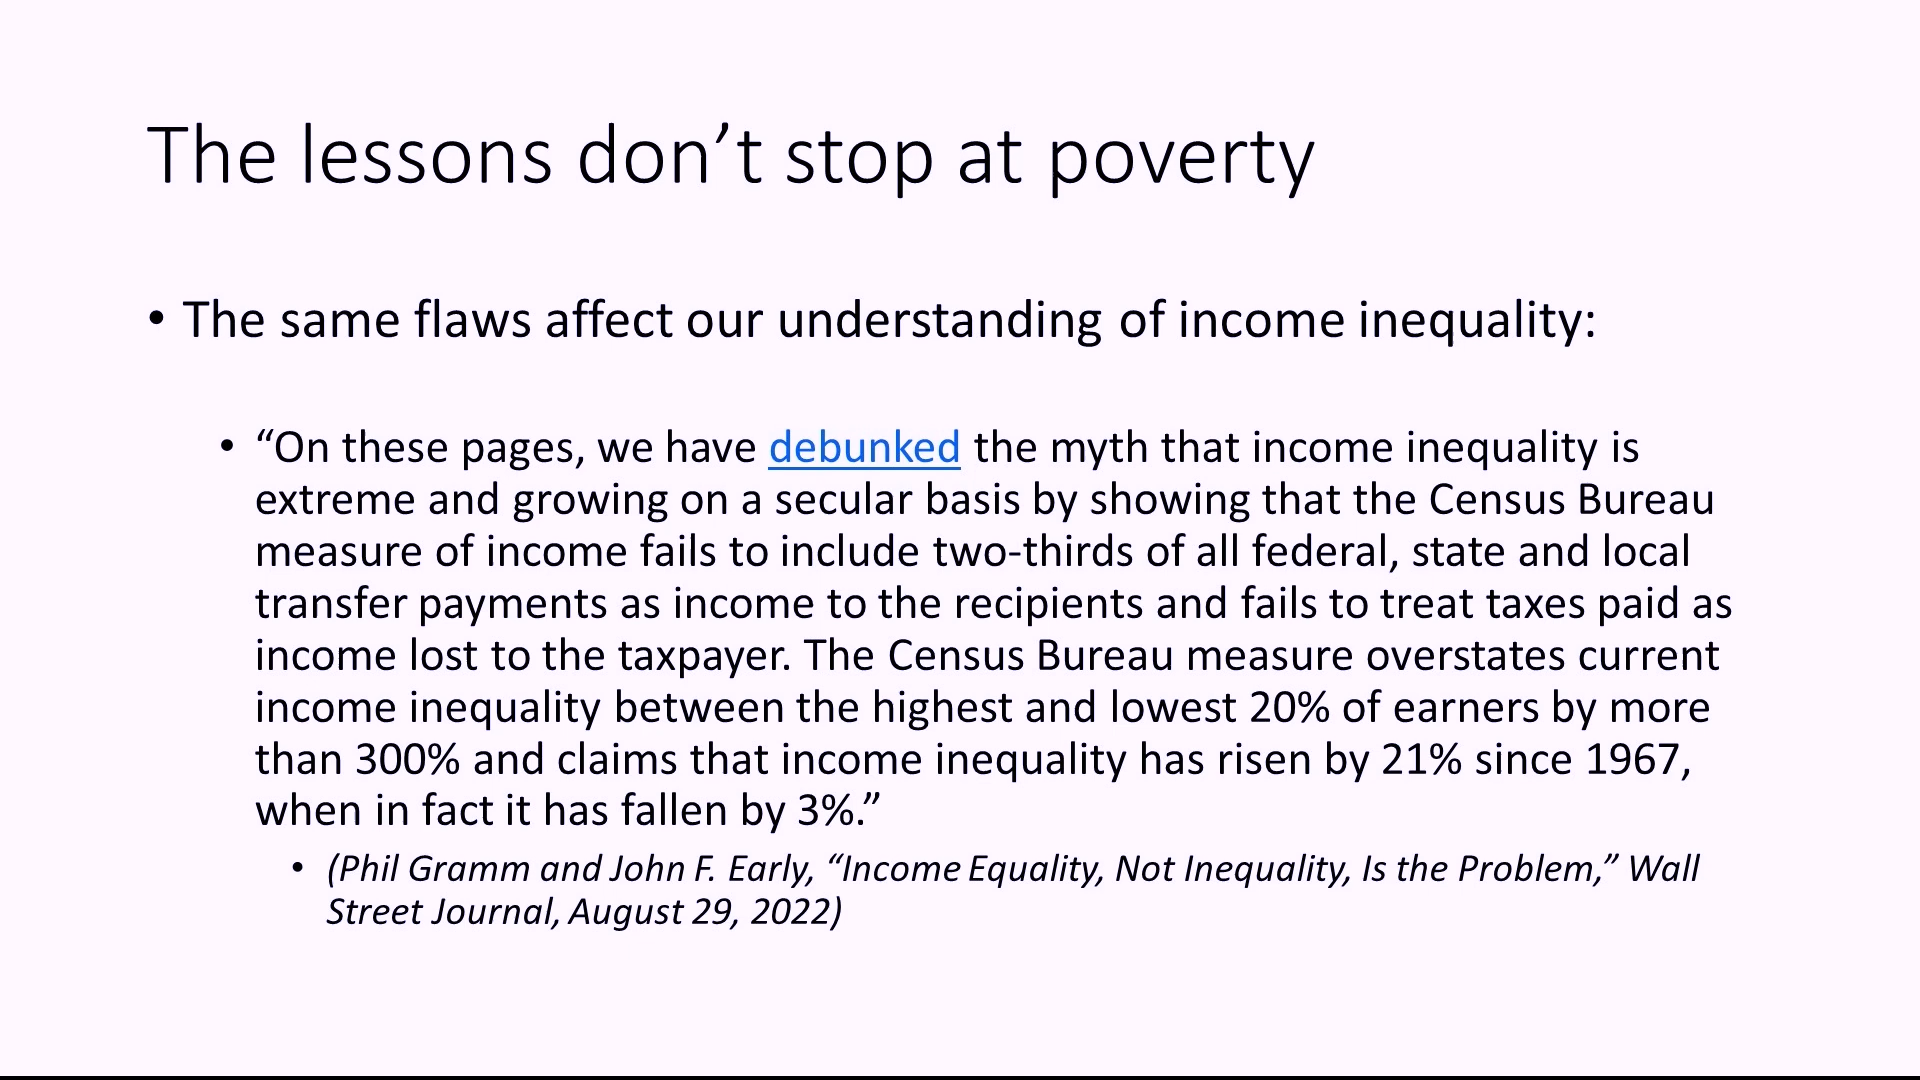 The lessons don’t stop at poverty
• The same flaws affect our understanding of income inequality:
• “On these pages, we have debunked the myth that income inequality is
extreme and growing on a secular basis by showing that the Census Bureau
measure of income fails to include two-thirds of all federal, state and local
transfer payments as income to the recipients and fails to treat taxes paid as
income lost to the taxpayer. The Census Bureau measure overstates current
income inequality between the highest and lowest 20% of earners by more
than 300% and claims that income inequality has risen by 21% since 1967,
when in fact it has fallen by 3%.”
• (Phil Gramm and John F. Early, “Income Equality, Not Inequality, Is the Problem,” Wall
Street Journal, August 29, 2022)